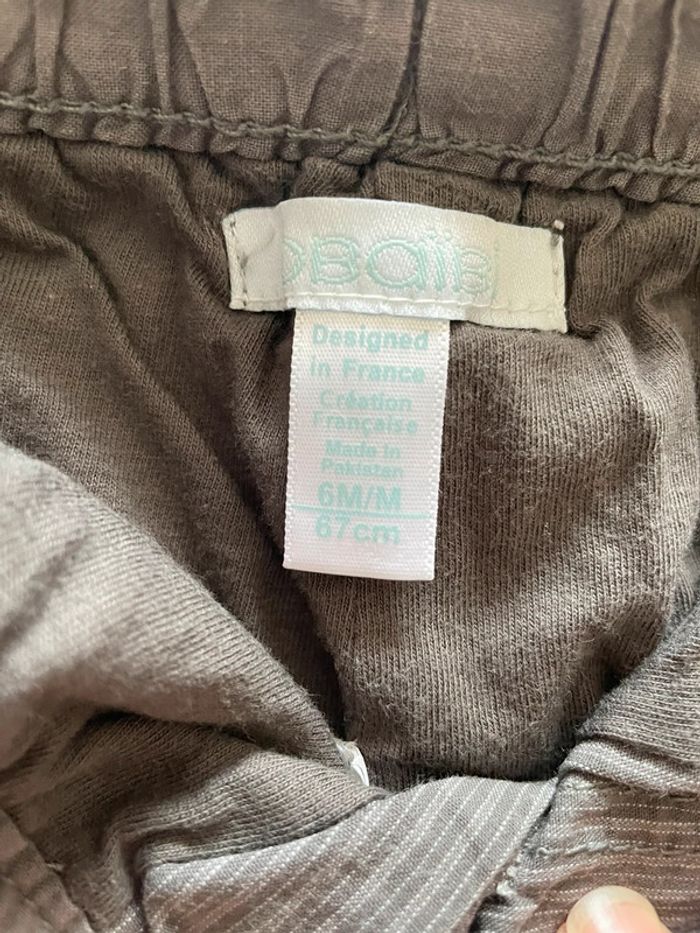 OBaïBi
Designed
in France
Création
Française
Made in
Pakistan
6M/M
67cm